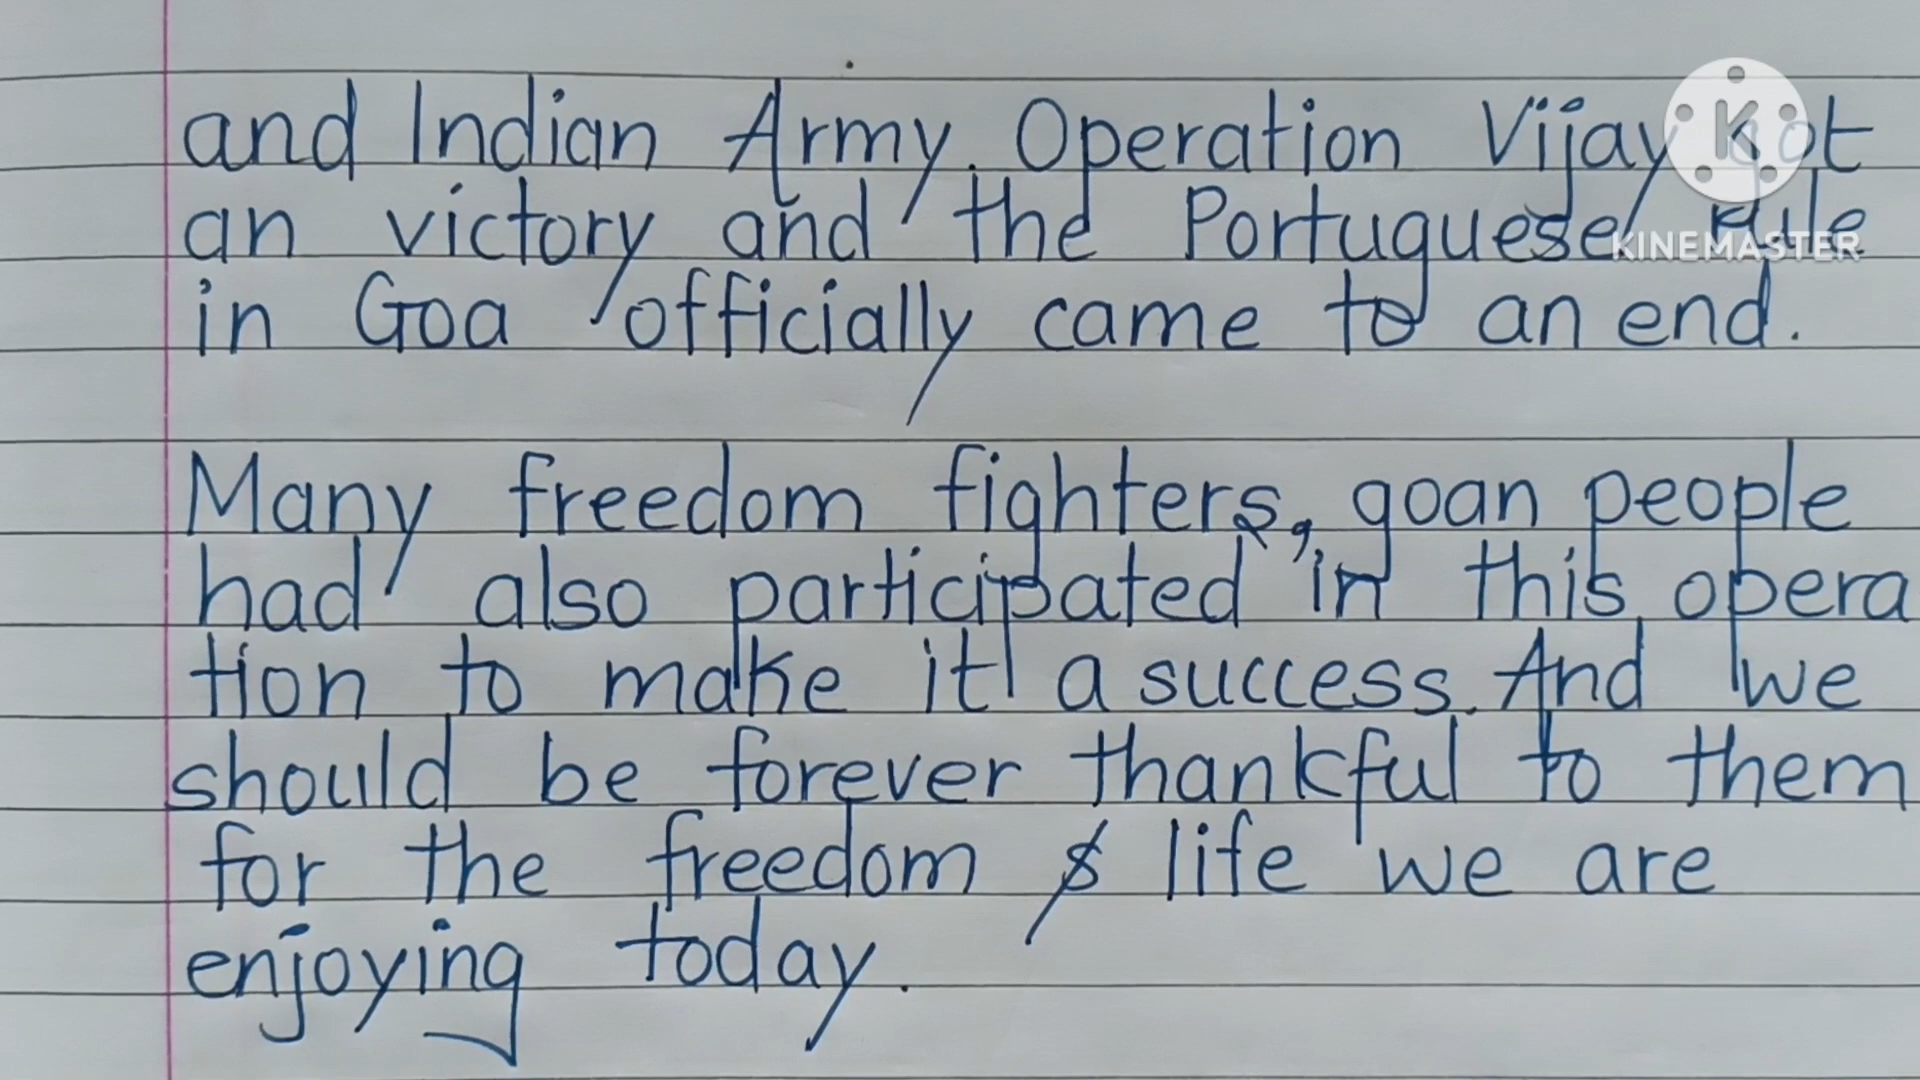 and Indian Army. Operation Vijay got
an victory and the Portuguese Rule
in Goa officially came to an end.
Many freedom fighters, goan people
had also participated in this opera
tion to make it a success. And we
should be forever thankful to them
for the freedom & life we are
enjoying today.
K
KINEMASTER